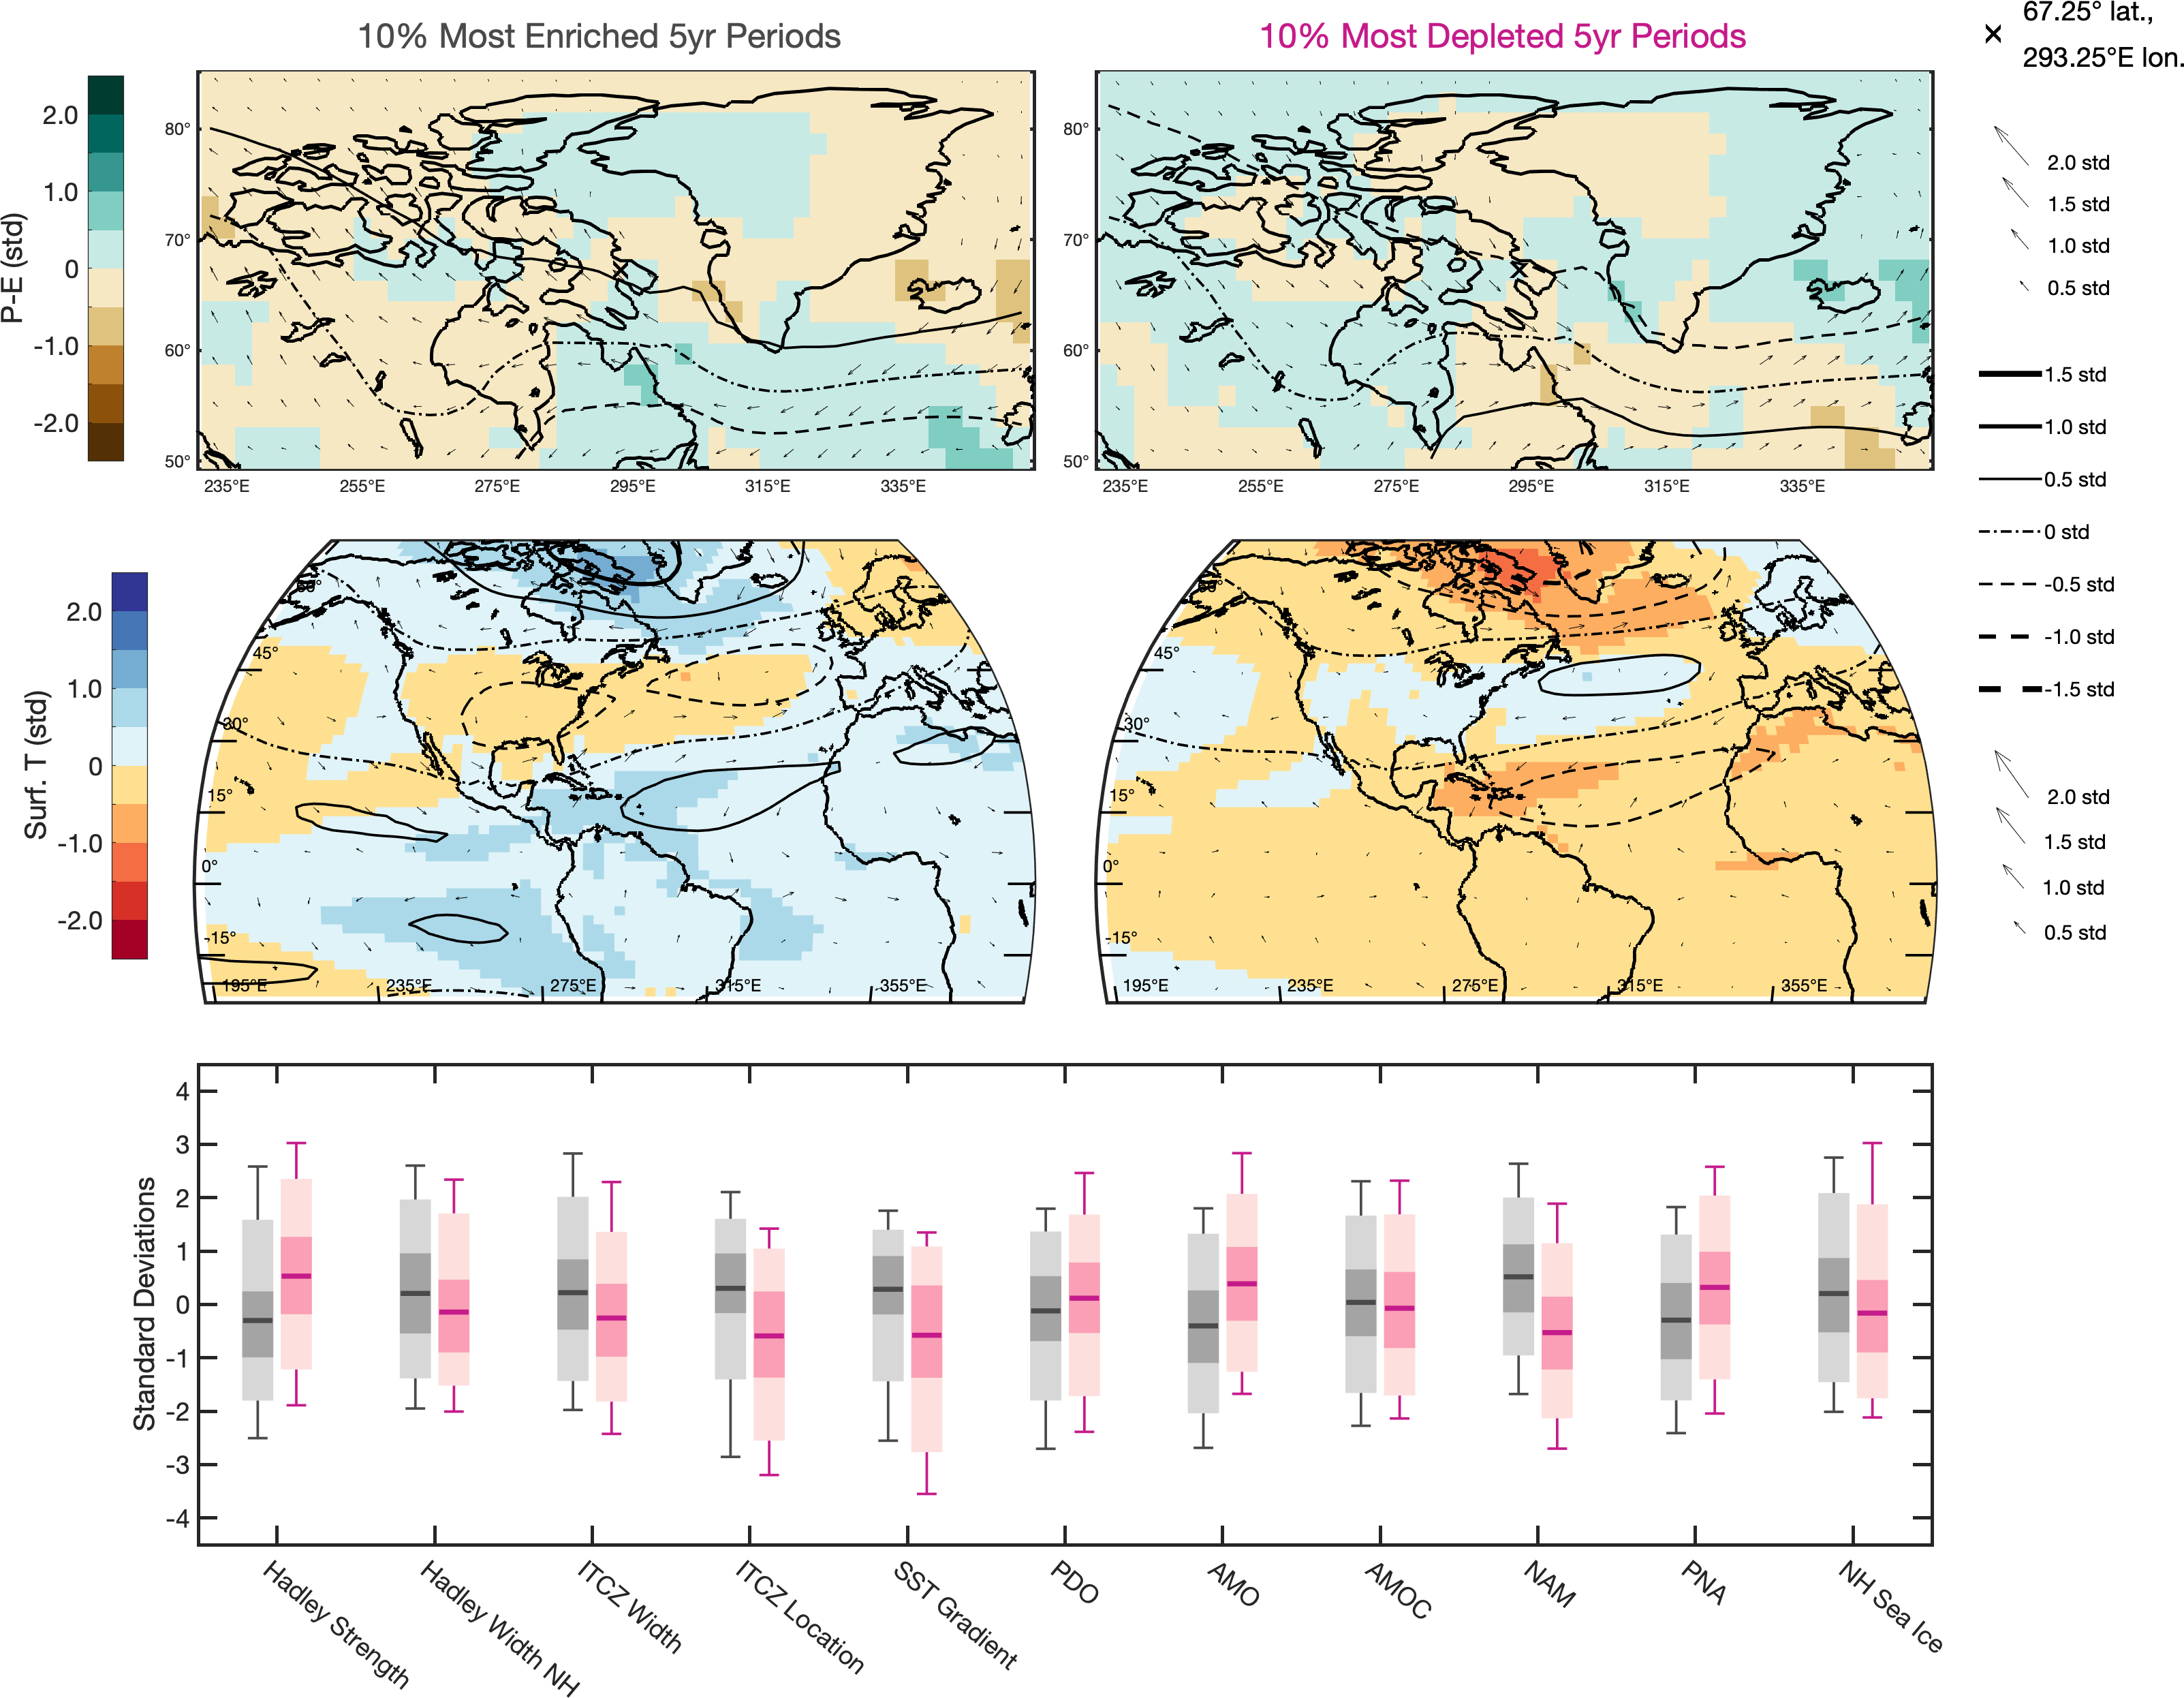 10% Most Enriched 5yr Periods
10% Most Depleted 5yr Periods
67.25° lat.,
293.25°E lon.
P-E (std)
2.0
1.0
0
-1.0
-2.0
80°
70°
60°
50°
235°E 255°E 275°E 295°E 315°E 335°E
80°
70°
60°
50°
235°E 255°E 275°E 295°E 315°E 335°E
2.0 std
1.5 std
1.0 std
0.5 std
1.5 std
1.0 std
0.5 std
0 std
-0.5 std
-1.0 std
-1.5 std
Surf. T (std)
2.0
1.0
0
-1.0
-2.0
60°
45°
30°
15°
0°
-15°
195°E 235°E 275°E 315°E 355°E
60°
45°
30°
15°
0°
-15°
195°E 235°E 275°E 315°E 355°E
2.0 std
1.5 std
1.0 std
0.5 std
Standard Deviations
4
3
2
1
0
-1
-2
-3
-4
Hadley Strength
Hadley Width NH
ITCZ Width
ITCZ Location
SST Gradient
PDO
AMO
AMOC
NAM
PNA
NH Sea Ice